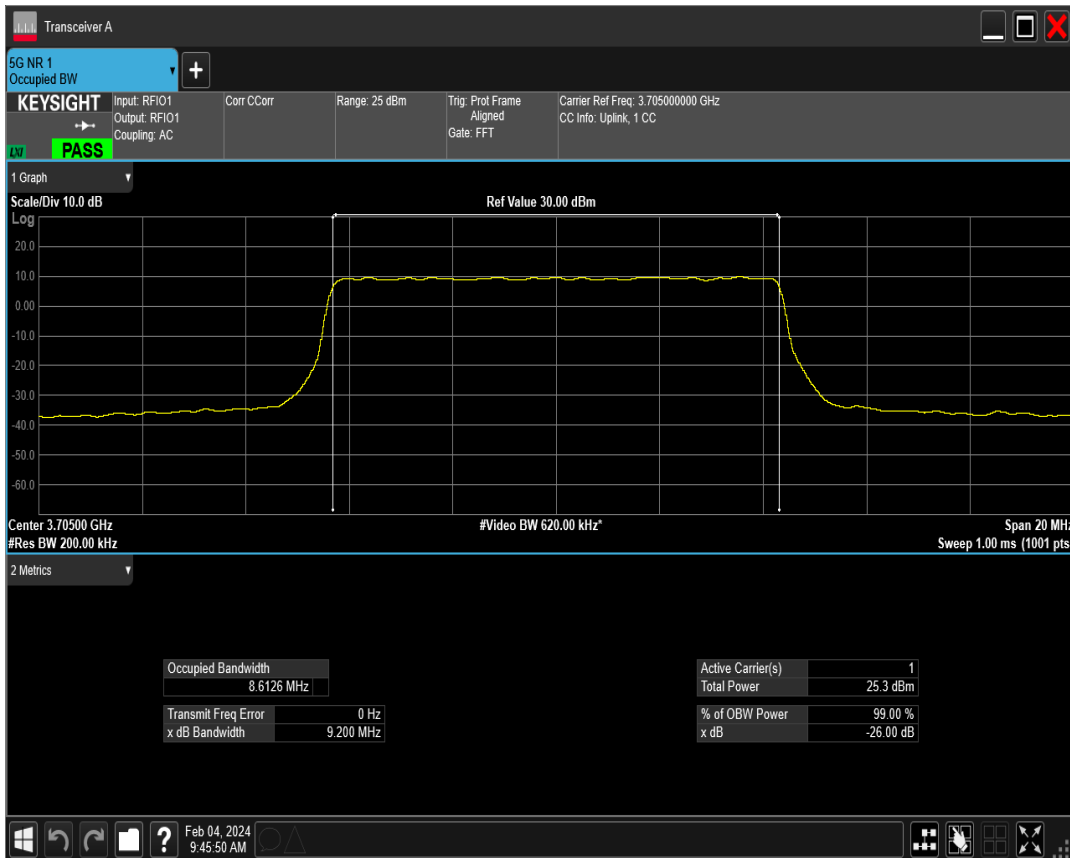 Transceiver A
5G NR 1
Occupied BW
KEYSIGHT
LXI
PASS
Input: RFIO1
Output: RFIO1
Coupling: AC
Corr CCorr
Range: 25 dBm
Trig: Prot Frame
Aligned
Gate: FFT
Carrier Ref Freq: 3.705000000 GHz
CC Info: Uplink, 1 CC
1 Graph
Scale/Div 10.0 dB
Ref Value 30.00 dBm
Log
20.0
10.0
0.00
-10.0
-20.0
-30.0
-40.0
-50.0
-60.0
Center 3.70500 GHz
#Video BW 620.00 kHz*
Span 20 MHz
#Res BW 200.00 kHz
Sweep 1.00 ms (1001 pts
2 Metrics
Occupied Bandwidth
8.6126 MHz
Transmit Freq Error 0 Hz
x dB Bandwidth 9.200 MHz
Active Carrier(s) 1
Total Power 25.3 dBm
% of OBW Power 99.00 %
x dB -26.00 dB
?
Feb 04, 2024
9:45:50 AM